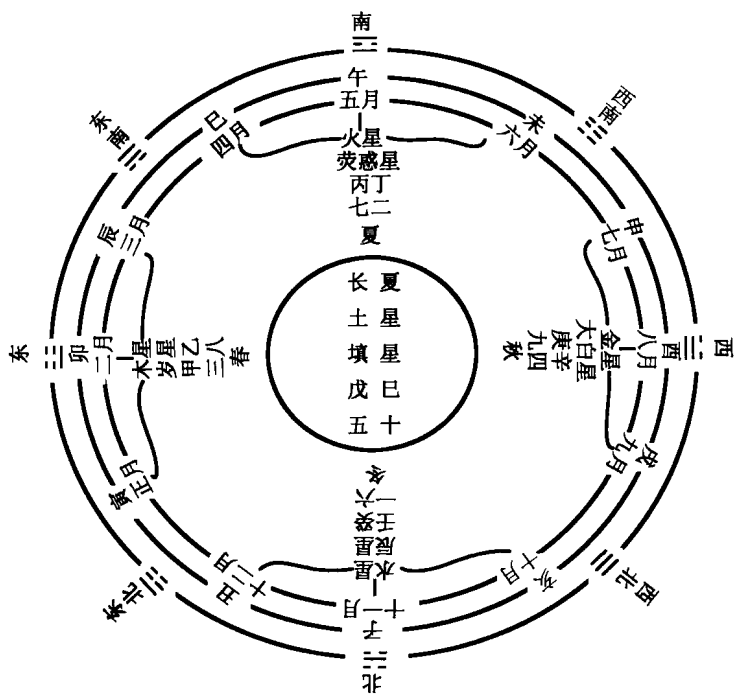 南
午
五月
火星
荧惑星
丙丁
七二
夏
西南
未
六月
申
七月
西
酉
八月
金星
大白星
庚辛
九四
秋
戌
九月
西北
亥
十月
北
子
十一月
水星
辰星
壬癸
一六
冬
东北
丑
十二月
寅
正月
东
卯
二月
木星
岁星
甲乙
三八
春
辰
三月
东南
巳
四月
长夏
土星
填星
戊巳
五十